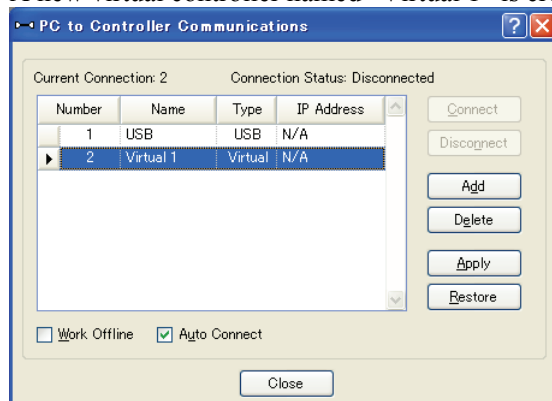 PC to Controller Communications
Current Connection: 2 Connection Status: Disconnected
Number Name Type IP Address
1 USB USB N/A
2 Virtual 1 Virtual N/A
Connect
Disconnect
Add
Delete
Apply
Restore
Work Offline Auto Connect
Close